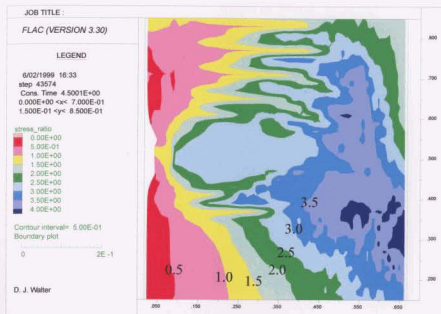 JOB TITLE :
FLAC (VERSION 3.30)
LEGEND
6/02/1999 16:33
step 43574
Cons. Time 4.5001E+00
0.000E+00 <x< 7.000E-01
1.500E-01 <y< 8.500E-01
stress_ratio
0.00E+00
5.00E-01
1.00E+00
1.50E+00
2.00E+00
2.50E+00
3.00E+00
3.50E+00
4.00E+00
Contour interval= 5.00E-01
Boundary plot
0 2E -1
D. J. Walter
0.5
1.0
1.5
2.0
2.5
3.0
3.5
.800
.800
.700
.600
.500
.400
.300
.200
.050
.150
.250
.350
.450
.550
.650